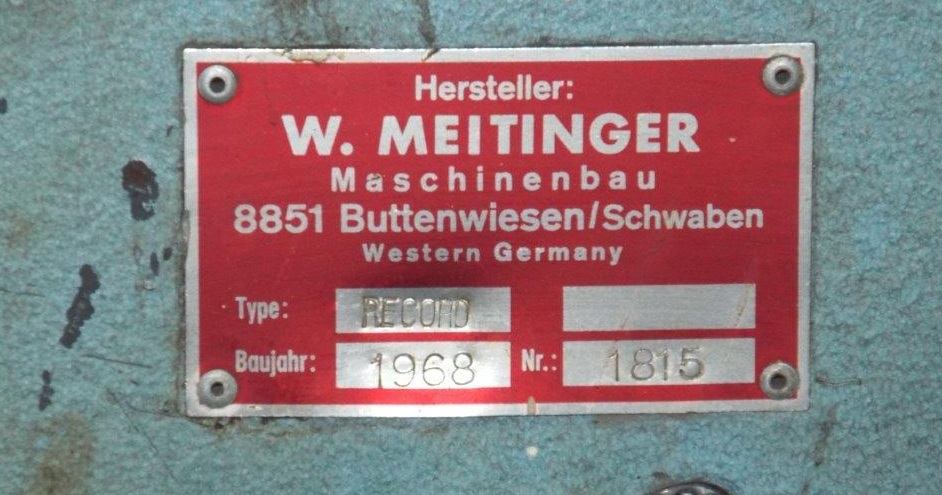 Hersteller:
W. MEITINGER
Maschinenbau
8851 Buttenwiesen/Schwaben
Western Germany
Type: RECORD
Baujahr: 1968 Nr.: 1815